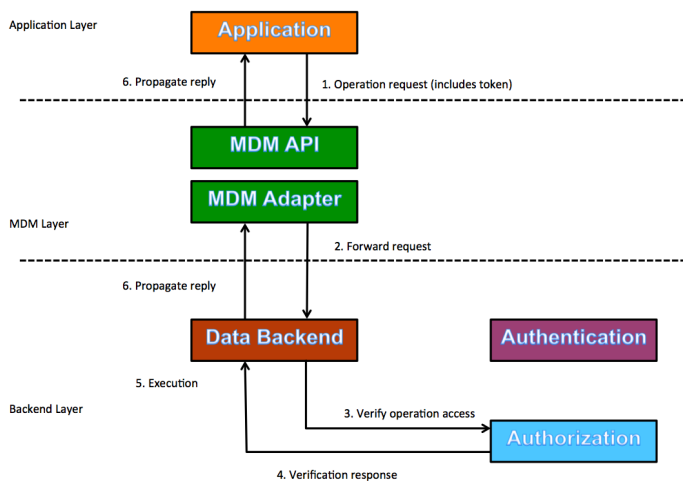 Application Layer
Application
6. Propagate reply
1. Operation request (includes token)
MDM API
MDM Adapter
MDM Layer
2. Forward request
6. Propagate reply
Data Backend
Authentication
5. Execution
Backend Layer
3. Verify operation access
Authorization
4. Verification response